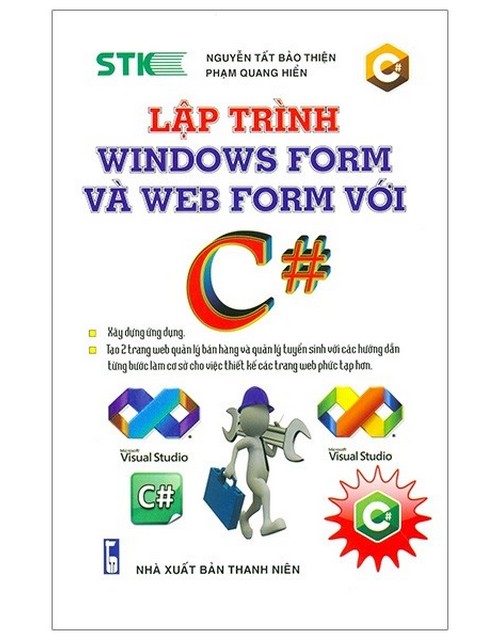 STK
NGUYỄN TẤT BẢO THIỆN
PHẠM QUANG HIỂN
C#
LẬP TRÌNH
WINDOWS FORM
VÀ WEB FORM VỚI
C#
Xây dựng ứng dụng.
Tạo 2 trang web quản lý bán hàng và quản lý tuyển sinh với các hướng dẫn
từng bước làm cơ sở cho việc thiết kế các trang web phức tạp hơn.
Microsoft
Visual Studio
Microsoft
Visual Studio
C#
C#
NHÀ XUẤT BẢN THANH NIÊN